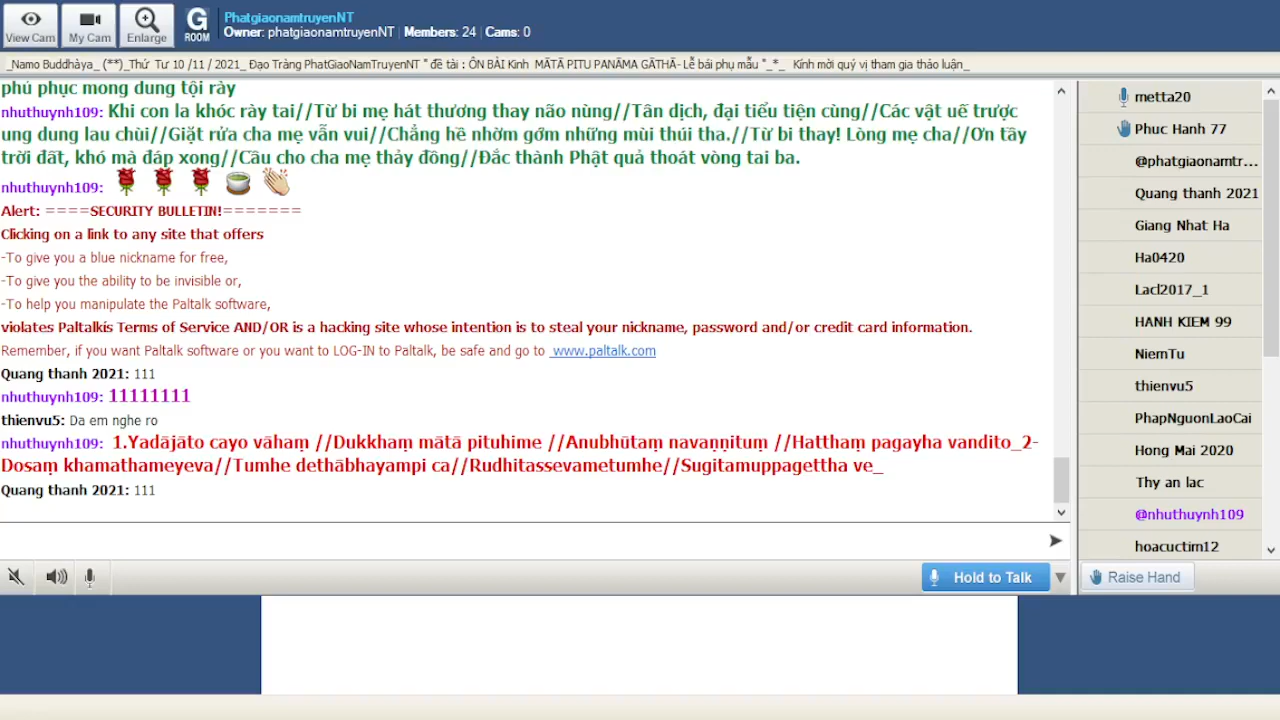 View Cam
My Cam
Enlarge
G
ROOM
PhatgiaonamtruyenNT
Owner: phatgiaonamtruyenNT Members: 24 Cams: 0
_Namo Buddhàya_ (**)_Thứ Tư 10 /11 / 2021_ Đạo Tràng PhatGiaoNamTruyenNT " đề tài : ÔN BÀI Kinh MĀTĀ PITU PANĀMA GĀTHĀ- Lễ bái phụ mẫu "_*_ Kính mời quý vị tham gia thảo luận_
phủ phục mong dung tội rày
nhuthuynh109: Khi con la khóc rày tai//Từ bi mẹ hát thương thay não nùng//Tân dịch, đại tiểu tiện cùng//Các vật uế trược
ung dung lau chùi//Giặt rửa cha mẹ vẫn vui//Chẳng hề nhờm gớm những mùi thúi tha.//Từ bi thay! Lòng mẹ cha//Ơn tầy
trời đất, khó mà đáp xong//Cầu cho cha mẹ thảy đồng//Đắc thành Phật quả thoát vòng tai ba.
nhuthuynh109:
Alert: ====SECURITY BULLETIN!=======
Clicking on a link to any site that offers
-To give you a blue nickname for free,
-To give you the ability to be invisible or,
-To help you manipulate the Paltalk software,
violates Paltalkís Terms of Service AND/OR is a hacking site whose intention is to steal your nickname, password and/or credit card information.
Remember, if you want Paltalk software or you want to LOG-IN to Paltalk, be safe and go to www.paltalk.com
Quang thanh 2021: 111
nhuthuynh109: 11111111
thienvu5: Da em nghe ro
nhuthuynh109: 1.Yadājāto cayo vāhaṃ //Dukkhaṃ mātā pituhime //Anubhūtaṃ navaṇṇituṃ //Hatthaṃ pagayha vandito_2-
Dosaṃ khamathameyeva//Tumhe dethābhayampi ca//Rudhitassevametumhe//Sugitamuppagettha ve_
Quang thanh 2021: 111
metta20
Phuc Hanh 77
@phatgiaonamtr...
Quang thanh 2021
Giang Nhat Ha
Ha0420
Lacl2017_1
HANH KIEM 99
NiemTu
thienvu5
PhapNguonLaoCai
Hong Mai 2020
Thy an lac
@nhuthuynh109
hoacuctim12
Hold to Talk
Raise Hand